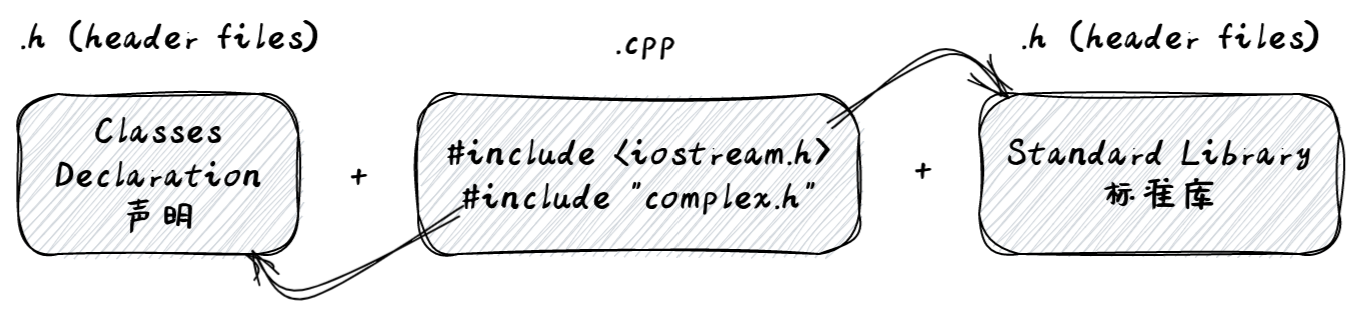 .h (header files)
.cpp
.h (header files)
Classes
Declaration
声明
+
#include <iostream.h>
#include "complex.h"
+
Standard Library
标准库